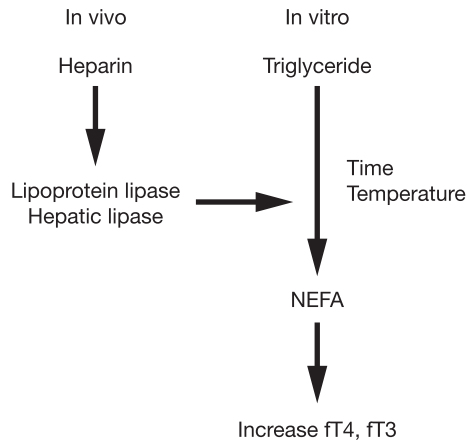 In vivo
In vitro
Heparin
Triglyceride
Time
Temperature
Lipoprotein lipase
Hepatic lipase
NEFA
Increase fT4, fT3